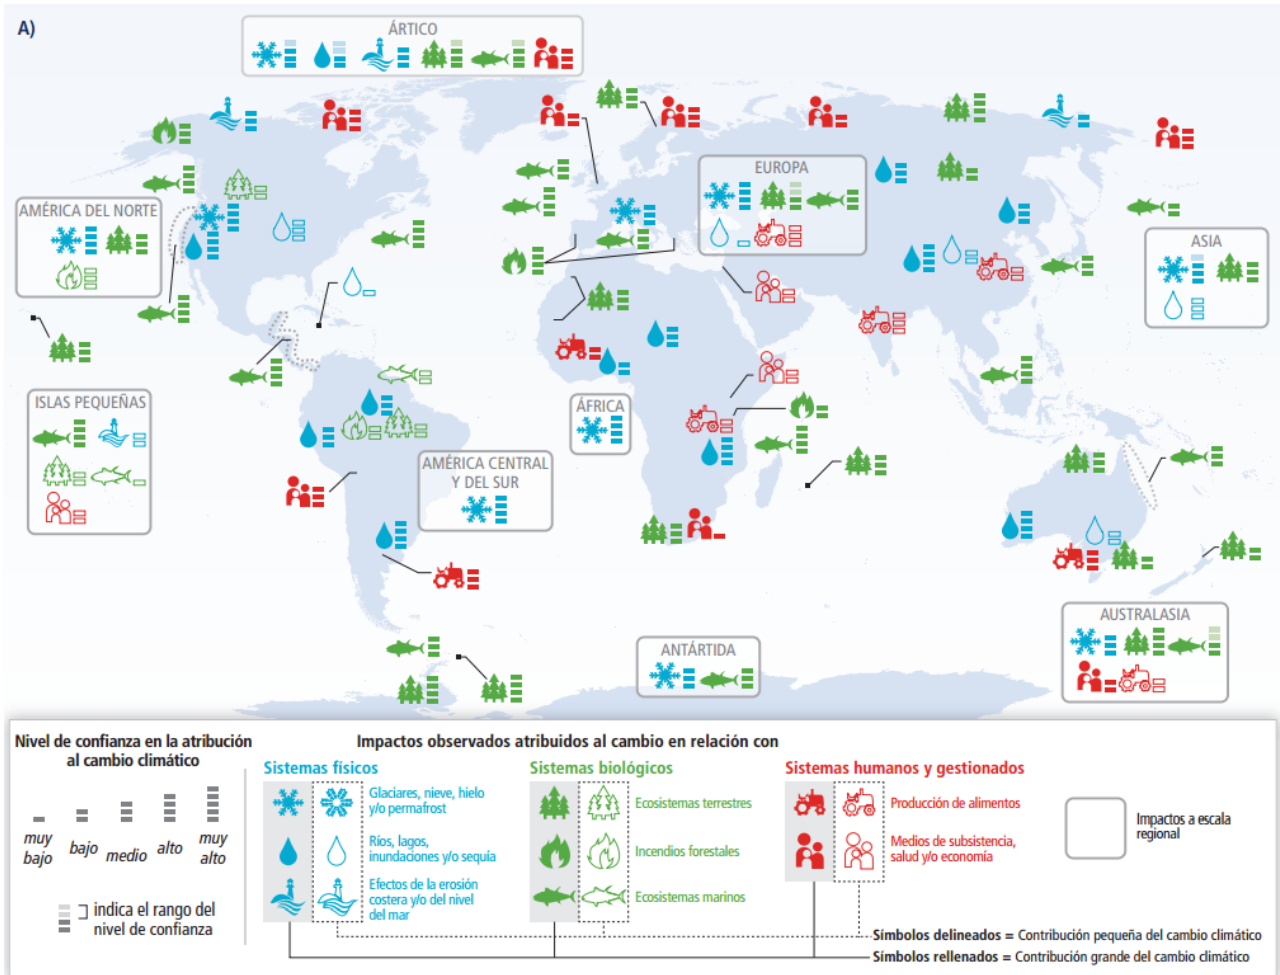 A)
ÁRTICO
EUROPA
AMÉRICA DEL NORTE
ASIA
ISLAS PEQUEÑAS
ÁFRICA
AMÉRICA CENTRAL
Y DEL SUR
AUSTRALASIA
ANTÁRTIDA
Nivel de confianza en la atribución
al cambio climático
muy
bajo
bajo
medio
alto
muy
alto
indica el rango del
nivel de confianza
Impactos observados atribuidos al cambio en relación con
Sistemas físicos
Glaciares, nieve, hielo
y/o permafrost
Ríos, lagos,
inundaciones y/o sequía
Efectos de la erosión
costera y/o del nivel
del mar
Sistemas biológicos
Ecosistemas terrestres
Incendios forestales
Ecosistemas marinos
Sistemas humanos y gestionados
Producción de alimentos
Medios de subsistencia,
salud y/o economía
Impactos a escala
regional
Símbolos delineados = Contribución pequeña del cambio climático
Símbolos rellenados = Contribución grande del cambio climático